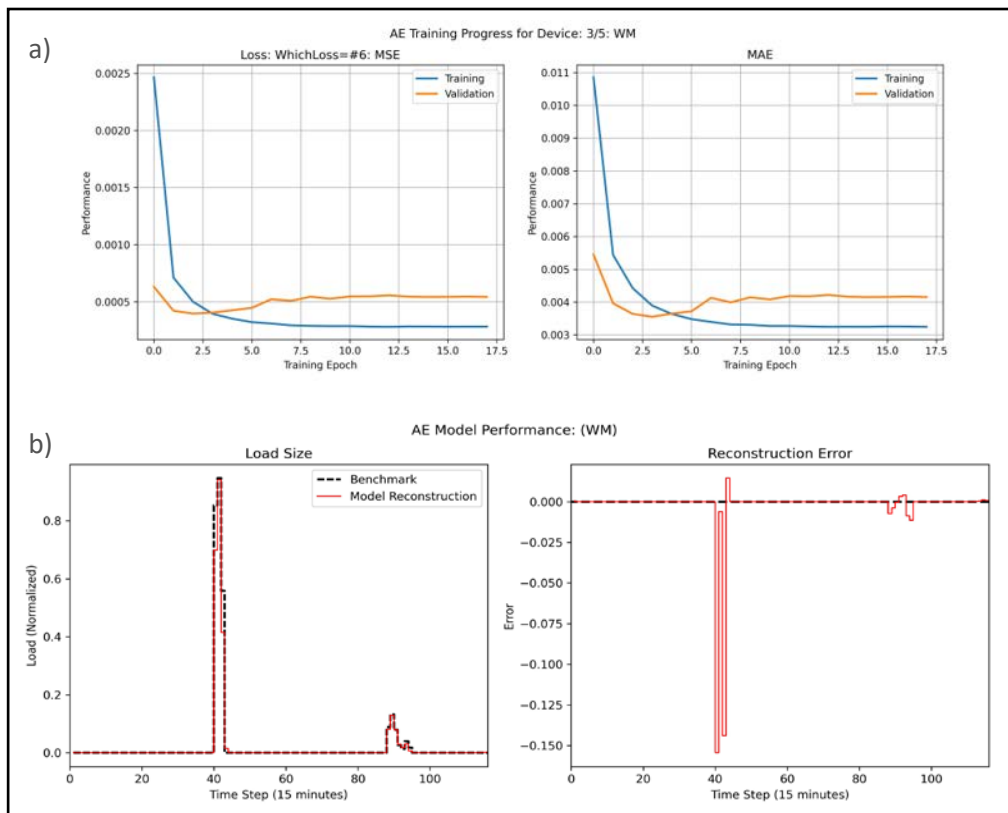 a)
AE Training Progress for Device: 3/5: WM
Loss: WhichLoss=#6: MSE
Performance
0.0025
0.0020
0.0015
0.0010
0.0005
Training
Validation
0.0 2.5 5.0 7.5 10.0 12.5 15.0 17.5
Training Epoch
MAE
Performance
0.011
0.010
0.009
0.008
0.007
0.006
0.005
0.004
0.003
Training
Validation
0.0 2.5 5.0 7.5 10.0 12.5 15.0 17.5
Training Epoch
b)
AE Model Performance: (WM)
Load Size
Load (Normalized)
0.8
0.6
0.4
0.2
0.0
Benchmark
Model Reconstruction
0 20 40 60 80 100
Time Step (15 minutes)
Reconstruction Error
Error
0.000
−0.025
−0.050
−0.075
−0.100
−0.125
−0.150
0 20 40 60 80 100
Time Step (15 minutes)